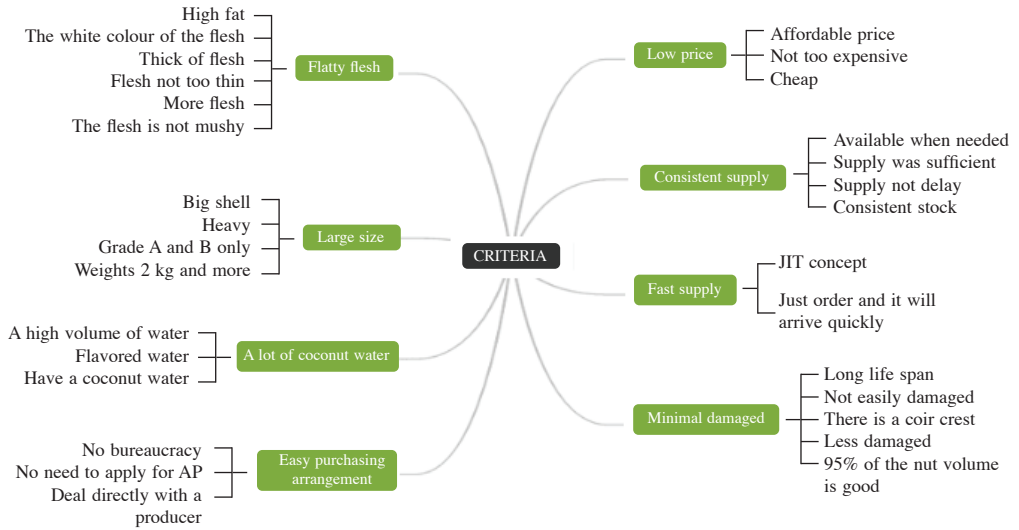 High fat
The white colour of the flesh
Thick of flesh
Flesh not too thin
More flesh
The flesh is not mushy
Flatty flesh
Big shell
Heavy
Grade A and B only
Weights 2 kg and more
Large size
A high volume of water
Flavored water
Have a coconut water
A lot of coconut water
No bureaucracy
No need to apply for AP
Deal directly with a
producer
Easy purchasing
arrangement
CRITERIA
Low price
Affordable price
Not too expensive
Cheap
Consistent supply
Available when needed
Supply was sufficient
Supply not delay
Consistent stock
Fast supply
JIT concept
Just order and it will
arrive quickly
Minimal damaged
Long life span
Not easily damaged
There is a coir crest
Less damaged
95% of the nut volume
is good